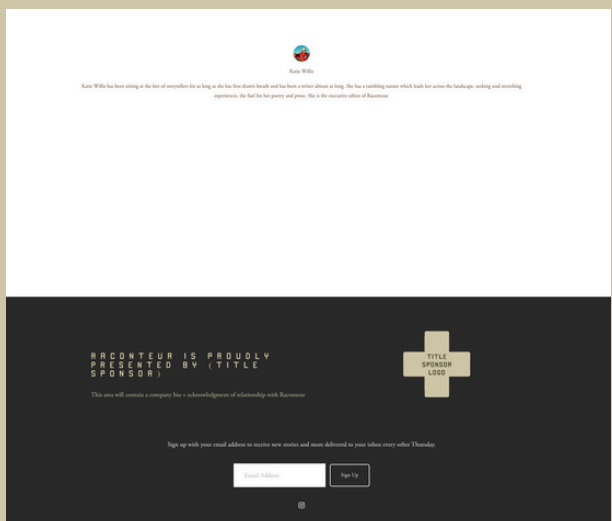 Katie Willis
Katie Willis has been sitting at the feet of storytellers for as long as she has first drawn breath and has been a writer almost as long. She has a rambling nature which leads her across the landscape, seeking soul stretching
experiences, the fuel for her poetry and prose. She is the executive editor of Raconteur.
RACONTEUR IS PROUDLY
PRESENTED BY (TITLE
SPONSOR)
TITLE
SPONSOR
LOGO
This area will contain a company bio + acknowledgment of relationship with Raconteur
Sign up with your email address to receive new stories and more delivered to your inbox every other Thursday.
Email Address
Sign Up